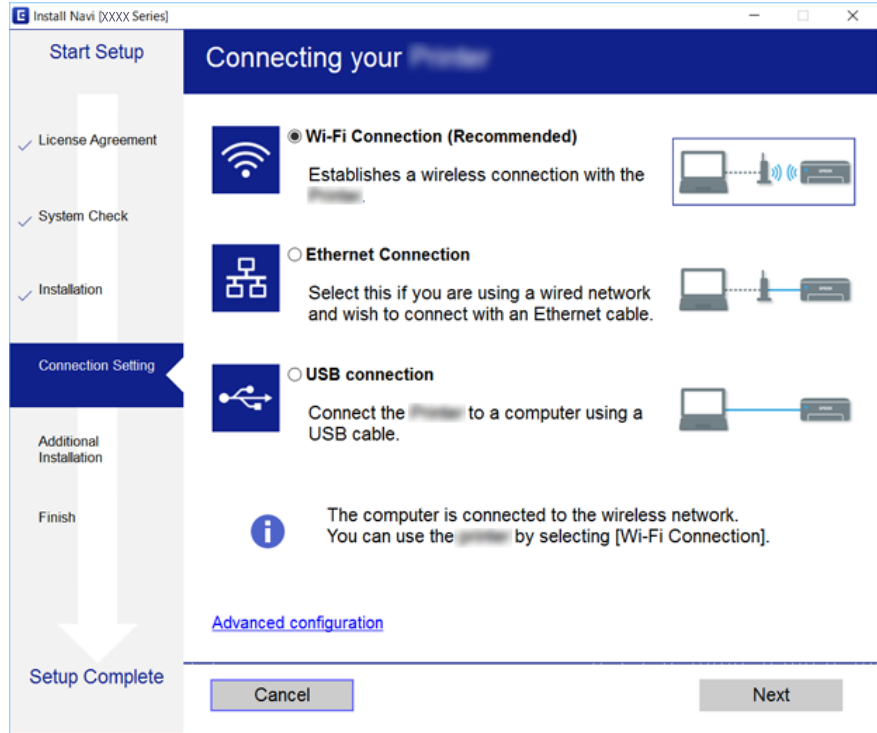 Install Navi [XXXX Series]
Start Setup
License Agreement
System Check
Installation
Connection Setting
Additional
Installation
Finish
Setup Complete
Connecting your
Wi-Fi Connection (Recommended)
Establishes a wireless connection with the
.
Ethernet Connection
Select this if you are using a wired network
and wish to connect with an Ethernet cable.
USB connection
Connect the to a computer using a
USB cable.
The computer is connected to the wireless network.
You can use the by selecting [Wi-Fi Connection].
Advanced configuration
Cancel
Next